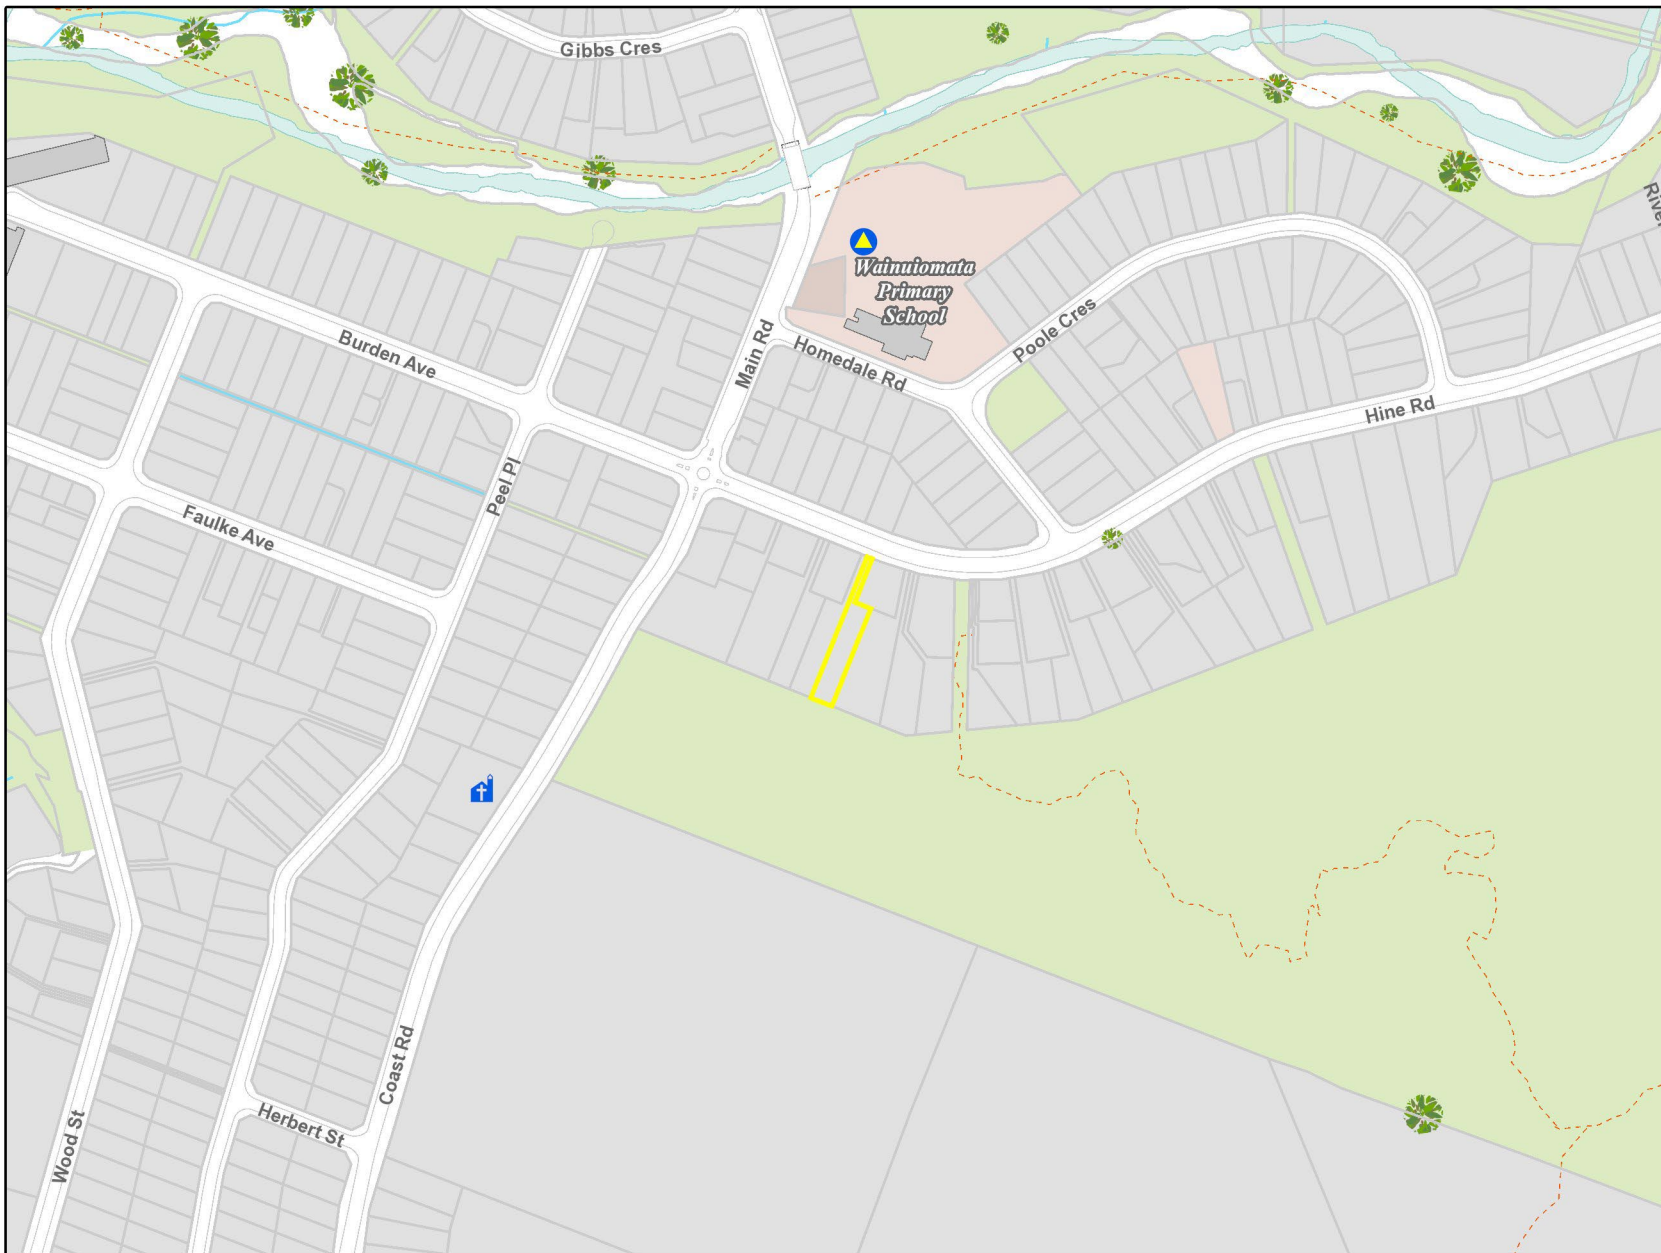 Gibbs Cres
River
Wainuiomata
Primary
School
Burden Ave
Main Rd
Homedale Rd
Poole Cres
Hine Rd
Peel Pl
Faulke Ave
Coast Rd
Herbert St
Wood St